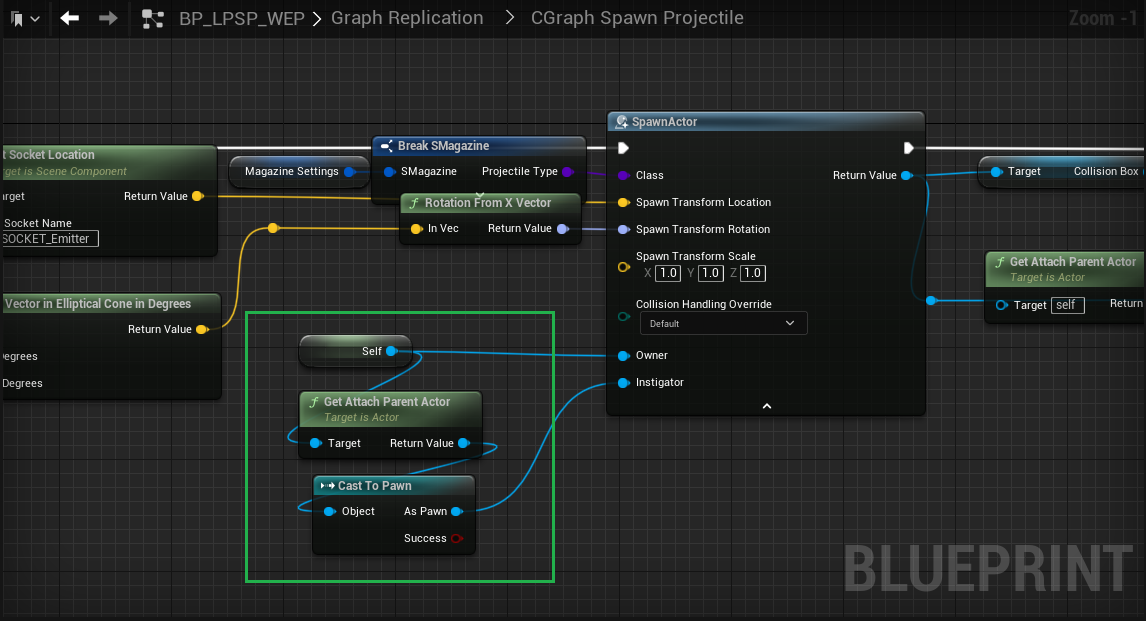 BP_LPSP_WEP > Graph Replication > CGraph Spawn Projectile
Zoom -1
t Socket Location
rget is Scene Component
arget
Return Value
Socket Name
SOCKET_Emitter
Vector in Elliptical Cone in Degrees
Return Value
Degrees
Degrees
Magazine Settings
Break SMagazine
SMagazine
Projectile Type
Rotation From X Vector
In Vec
Return Value
Self
Get Attach Parent Actor
Target is Actor
Target
Return Value
Cast To Pawn
Object
As Pawn
Success
SpawnActor
Class
Return Value
Spawn Transform Location
Spawn Transform Rotation
Spawn Transform Scale
X 1.0 Y 1.0 Z 1.0
Collision Handling Override
Default
Owner
Instigator
Target
Collision Box
Get Attach Parent Actor
Target is Actor
Target self
Return
BLUEPRINT